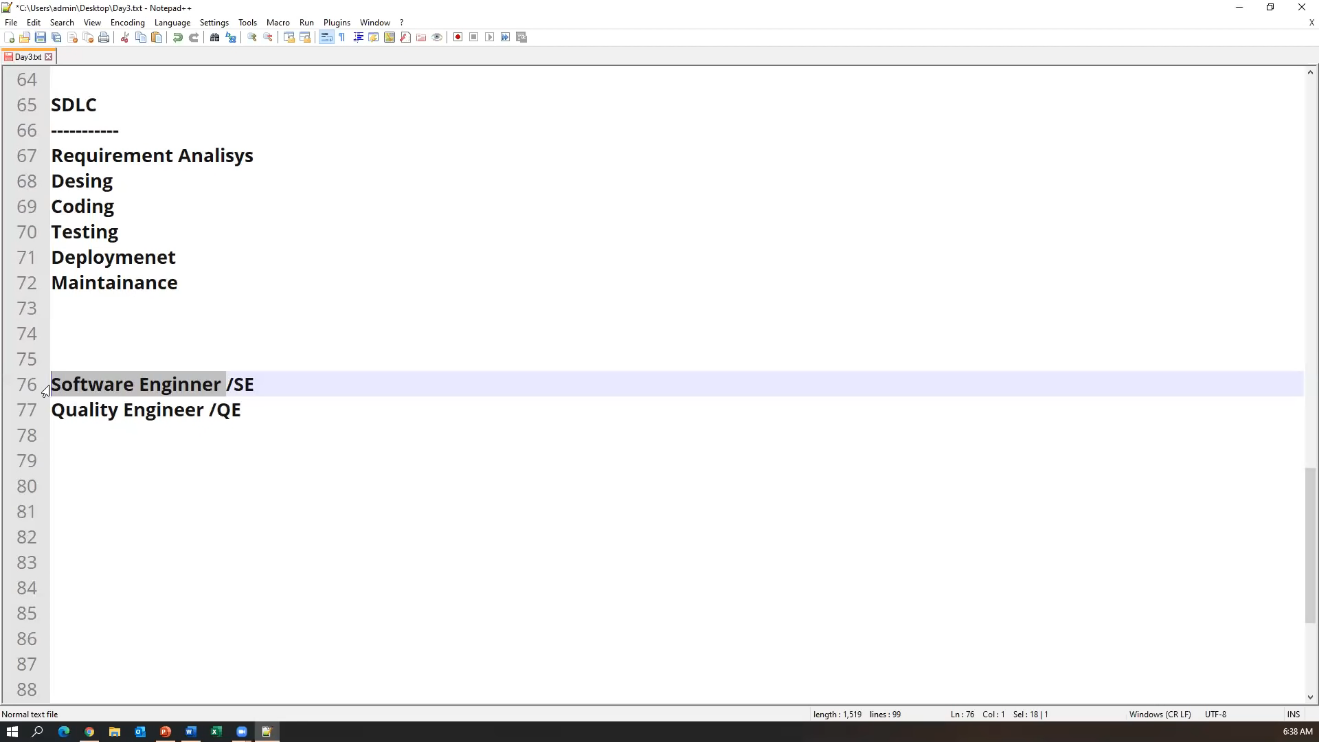 *C:\Users\admin\Desktop\Day3.txt - Notepad++
File Edit Search View Encoding Language Settings Tools Macro Run Plugins Window ? X
Day3.txt
64
65 SDLC
66 -----------
67 Requirement Analisys
68 Desing
69 Coding
70 Testing
71 Deploymenet
72 Maintainance
73
74
75
76 Software Enginner /SE
77 Quality Engineer /QE
78
79
80
81
82
83
84
85
86
87
88
Normal text file length : 1,519 lines : 99 Ln : 76 Col : 1 Sel : 18 | 1 Windows (CR LF) UTF-8 INS
6:38 AM